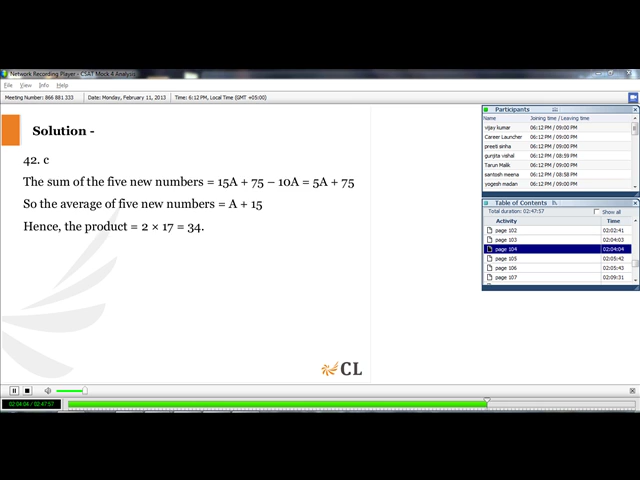 Network Recording Player - CSAT Mock 4 Analysis
File View Info Help
Meeting Number: 866 881 333 Date: Monday, February 11, 2013 Time: 6:12 PM, Local Time (GMT +05:00)
Solution -
42. c
The sum of the five new numbers = 15A + 75 – 10A = 5A + 75
So the average of five new numbers = A + 15
Hence, the product = 2 × 17 = 34.
CL
Participants
Name Joining time / Leaving time
vijay kumar 06:12 PM / 09:00 PM
Career Launcher 06:12 PM / 09:00 PM
preeti sinha 06:12 PM / 09:00 PM
gunjita vishal 06:12 PM / 08:59 PM
Tarun Malik 06:12 PM / 09:00 PM
santosh meena 06:12 PM / 08:58 PM
yogesh madan 06:12 PM / 09:00 PM
Table of Contents
Total duration: 02:47:57 Show all
Activity Time
page 102 02:02:41
page 103 02:04:03
page 104 02:04:04
page 105 02:05:42
page 106 02:05:43
page 107 02:09:31
02:04:04 / 02:47:57